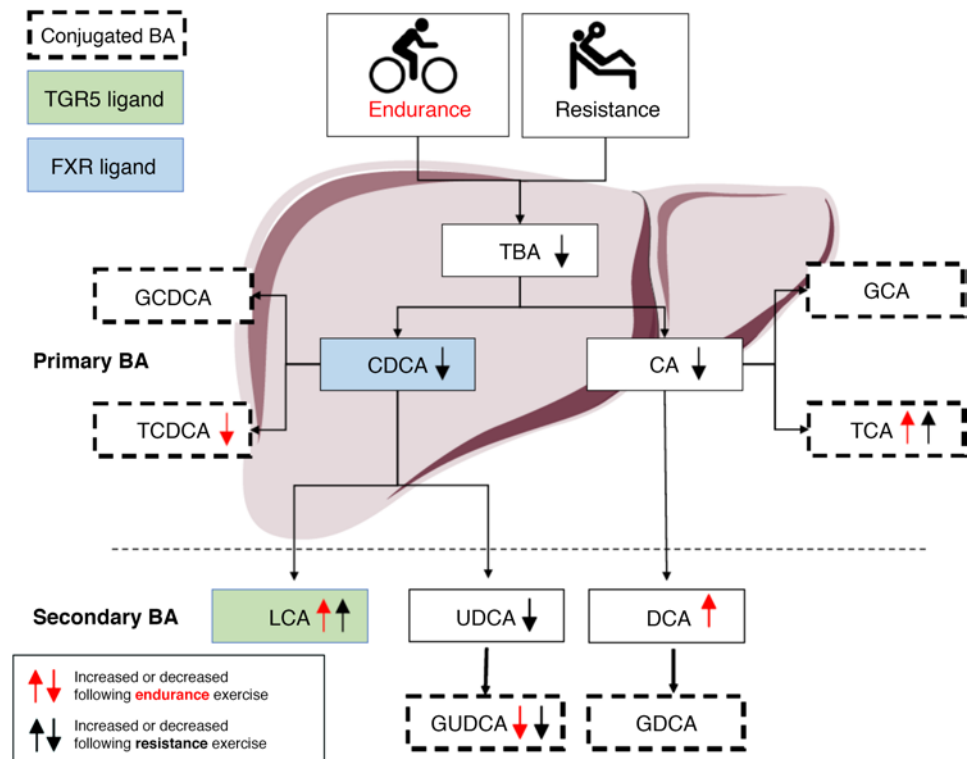 Conjugated BA
TGR5 ligand
FXR ligand
Endurance
Resistance
TBA
GCDCA
GCA
Primary BA
CDCA
CA
TCDCA
TCA
Secondary BA
LCA
UDCA
DCA
GUDCA
GDCA
Increased or decreased
following endurance exercise
Increased or decreased
following resistance exercise